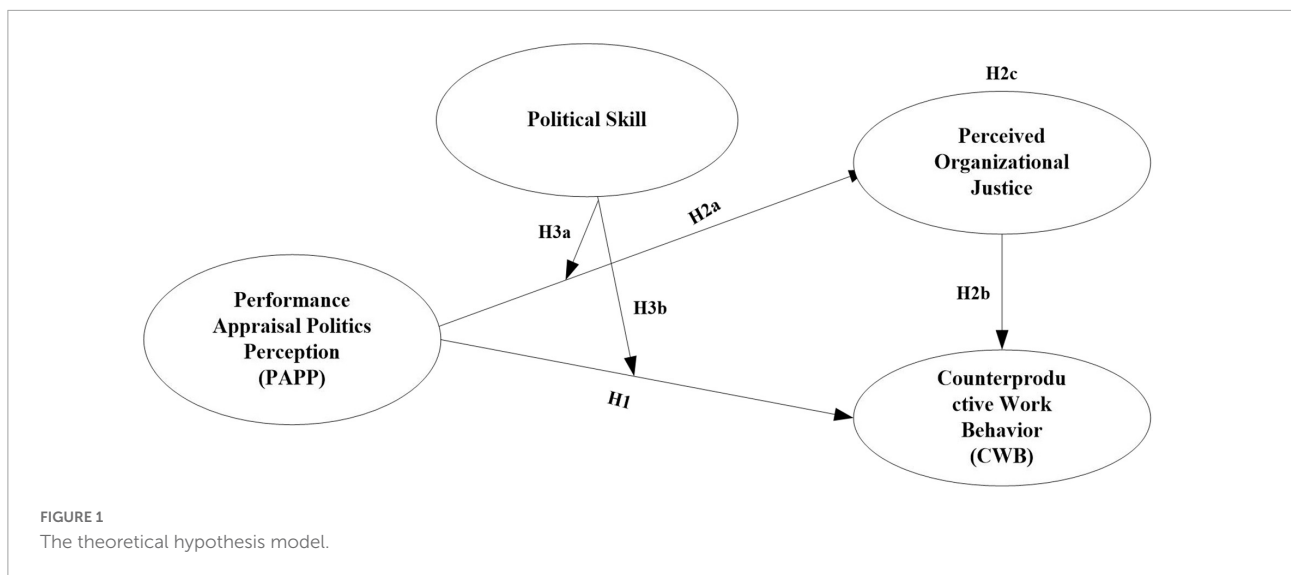 H2c
Political Skill
Perceived
Organizational
Justice
H2a
H3a
Performance
Appraisal Politics
Perception
(PAPP)
H3b
H2b
H1
Counterprodu
ctive Work
Behavior
(CWB)
FIGURE 1
The theoretical hypothesis model.